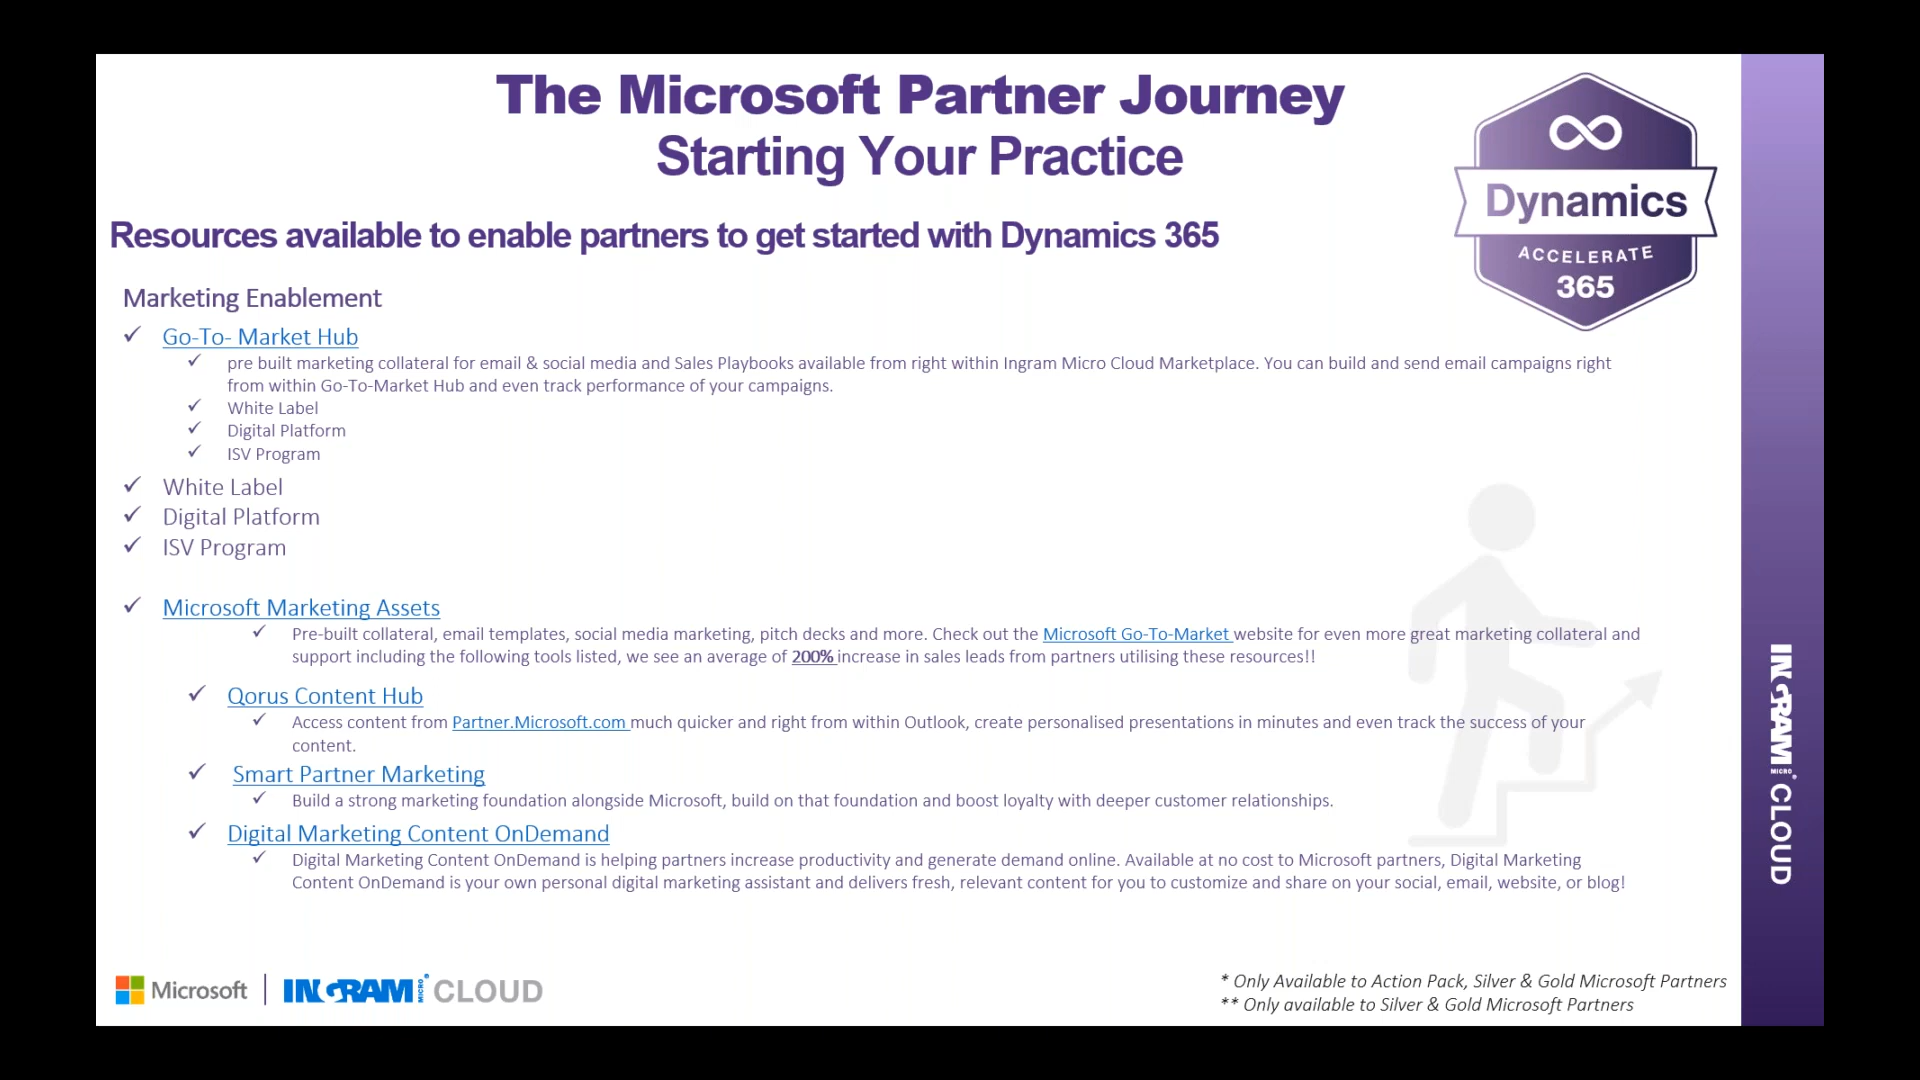 The Microsoft Partner Journey
Starting Your Practice
Dynamics
ACCELERATE
365
Resources available to enable partners to get started with Dynamics 365
Marketing Enablement
✓ Go-To- Market Hub
✓ pre built marketing collateral for email & social media and Sales Playbooks available from right within Ingram Micro Cloud Marketplace. You can build and send email campaigns right
from within Go-To-Market Hub and even track performance of your campaigns.
✓ White Label
✓ Digital Platform
✓ ISV Program
✓ White Label
✓ Digital Platform
✓ ISV Program
✓ Microsoft Marketing Assets
✓ Pre-built collateral, email templates, social media marketing, pitch decks and more. Check out the Microsoft Go-To-Market website for even more great marketing collateral and
support including the following tools listed, we see an average of 200% increase in sales leads from partners utilising these resources!!
✓ Qorus Content Hub
✓ Access content from Partner.Microsoft.com much quicker and right from within Outlook, create personalised presentations in minutes and even track the success of your
content.
✓ Smart Partner Marketing
✓ Build a strong marketing foundation alongside Microsoft, build on that foundation and boost loyalty with deeper customer relationships.
✓ Digital Marketing Content OnDemand
✓ Digital Marketing Content OnDemand is helping partners increase productivity and generate demand online. Available at no cost to Microsoft partners, Digital Marketing
Content OnDemand is your own personal digital marketing assistant and delivers fresh, relevant content for you to customize and share on your social, email, website, or blog!
Microsoft | INGRAM MICRO CLOUD
* Only Available to Action Pack, Silver & Gold Microsoft Partners
** Only available to Silver & Gold Microsoft Partners
INGRAM MICRO CLOUD